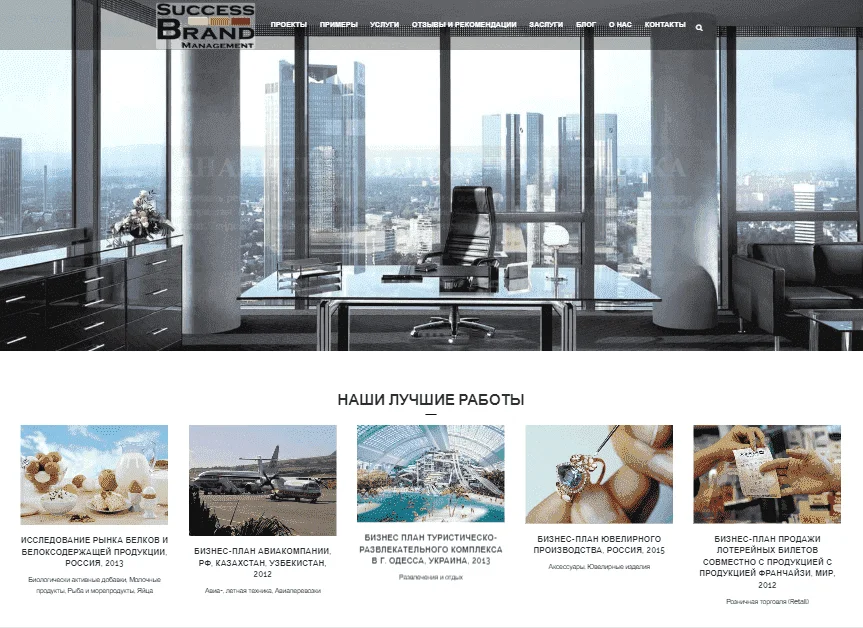 SUCCESS
BRAND
MANAGEMENT
ПРОЕКТЫ ПРИМЕРЫ УСЛУГИ ОТЗЫВЫ И РЕКОМЕНДАЦИИ ЗАСЛУГИ БЛОГ О НАС КОНТАКТЫ
НАШИ ЛУЧШИЕ РАБОТЫ
ИССЛЕДОВАНИЕ РЫНКА БЕЛКОВ И
БЕЛОКСОДЕРЖАЩЕЙ ПРОДУКЦИИ,
РОССИЯ, 2013
Биологически активные добавки, Молочные
продукты, Рыба и морепродукты, Яйца
БИЗНЕС-ПЛАН АВИАКОМПАНИИ,
РФ, КАЗАХСТАН, УЗБЕКИСТАН,
2012
Авиа-, летная техника, Авиаперевозки
БИЗНЕС ПЛАН ТУРИСТИЧЕСКО-
РАЗВЛЕКАТЕЛЬНОГО КОМПЛЕКСА
В Г. ОДЕССА, УКРАИНА, 2013
Развлечения и отдых
БИЗНЕС-ПЛАН ЮВЕЛИРНОГО
ПРОИЗВОДСТВА, РОССИЯ, 2015
Аксессуары, Ювелирные изделия
БИЗНЕС-ПЛАН ПРОДАЖИ
ЛОТЕРЕЙНЫХ БИЛЕТОВ
СОВМЕСТНО С ПРОДУКЦИЕЙ С
ПРОДУКЦИЕЙ ФРАНЧАЙЗИ, МИР,
2012
Розничная торговля (Retail)